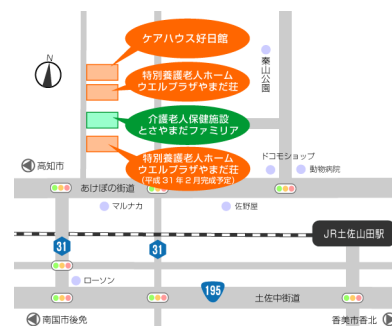 N
ケアハウス好日館
特別養護老人ホーム
ウエルプラザやまだ荘
秦山公園
介護老人保健施設
とさやまだファミリア
特別養護老人ホーム
ウエルプラザやまだ荘
(平成31年2月完成予定)
ドコモショップ
動物病院
高知市
あけぼの街道
マルナカ
佐野屋
JR土佐山田駅
31
31
ローソン
195
土佐中街道
南国市後免
香美市香北